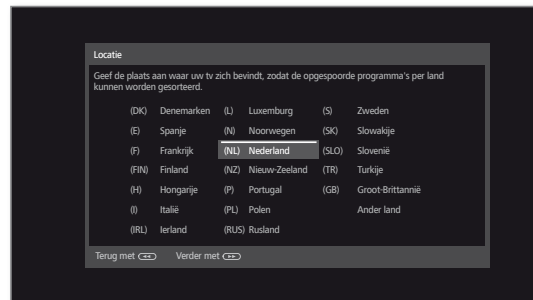 Locatie
Geef de plaats aan waar uw tv zich bevindt, zodat de opgespoorde programma's per land
kunnen worden gesorteerd.
(DK) Denemarken (L) Luxemburg (S) Zweden
(E) Spanje (N) Noorwegen (SK) Slowakije
(F) Frankrijk (NL) Nederland (SLO) Slovenië
(FIN) Finland (NZ) Nieuw-Zeeland (TR) Turkije
(H) Hongarije (P) Portugal (GB) Groot-Brittannië
(I) Italië (PL) Polen Ander land
(IRL) Ierland (RUS) Rusland
Terug met Verder met